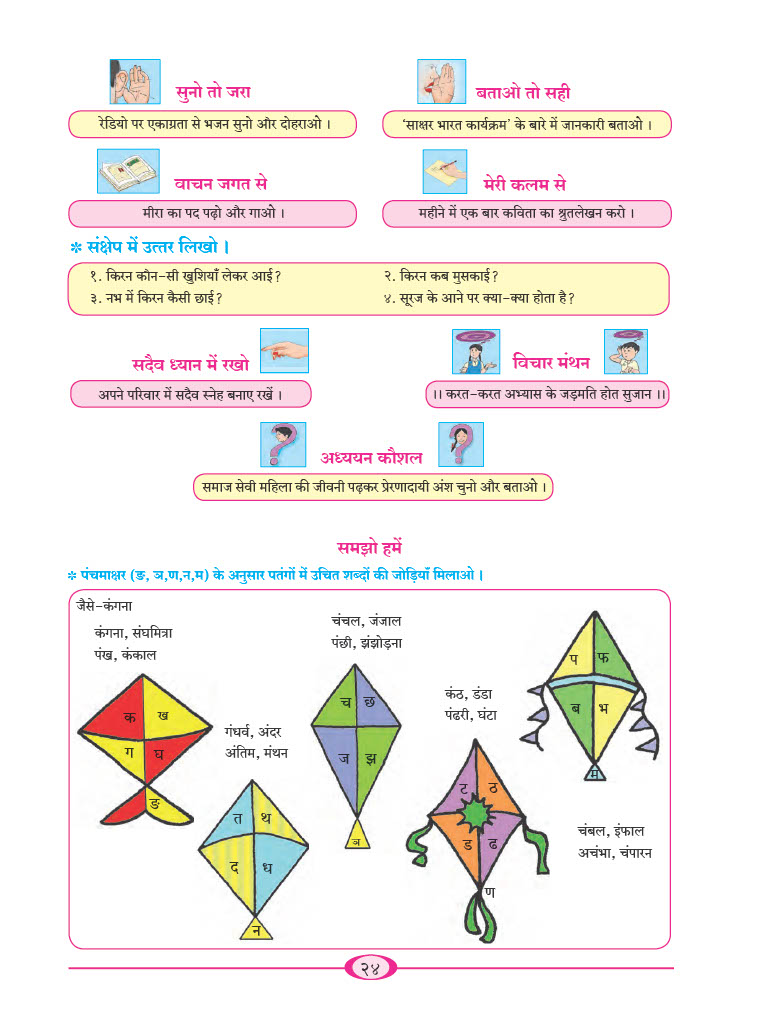 सुनो तो जरा
बताओ तो सही
रेडियो पर एकाग्रता से भजन सुनो और दोहराओ ।
‘साक्षर भारत कार्यक्रम’ के बारे में जानकारी बताओ ।
वाचन जगत से
मेरी कलम से
मीरा का पद पढ़ो और गाओ ।
महीने में एक बार कविता का श्रुतलेखन करो ।
* संक्षेप में उत्तर लिखो ।
१. किरन कौन-सी खुशियाँ लेकर आई ?
२. किरन कब मुसकाई ?
३. नभ में किरन कैसी छाई ?
४. सूरज के आने पर क्या-क्या होता है ?
सदैव ध्यान में रखो
विचार मंथन
अपने परिवार में सदैव स्नेह बनाए रखें ।
।। करत-करत अभ्यास के जड़मति होत सुजान ।।
अध्ययन कौशल
समाज सेवी महिला की जीवनी पढ़कर प्रेरणादायी अंश चुनो और बताओ ।
समझो हमें
* पंचमाक्षर (ङ, ञ,ण,न,म) के अनुसार पतंगों में उचित शब्दों की जोड़ियाँ मिलाओ ।
जैसे-कंगना
कंगना, संघमित्रा
पंख, कंकाल
क ख
ग घ
ङ
गंधर्व, अंदर
अंतिम, मंथन
त थ
द ध
न
चंचल, जंजाल
पंछी, झंझोड़ना
च छ
ज झ
ञ
कंठ, डंडा
पंढरी, घंटा
ट ठ
ड ढ
ण
प फ
ब भ
म
चंबल, इंफाल
अचंभा, चंपारन
२४